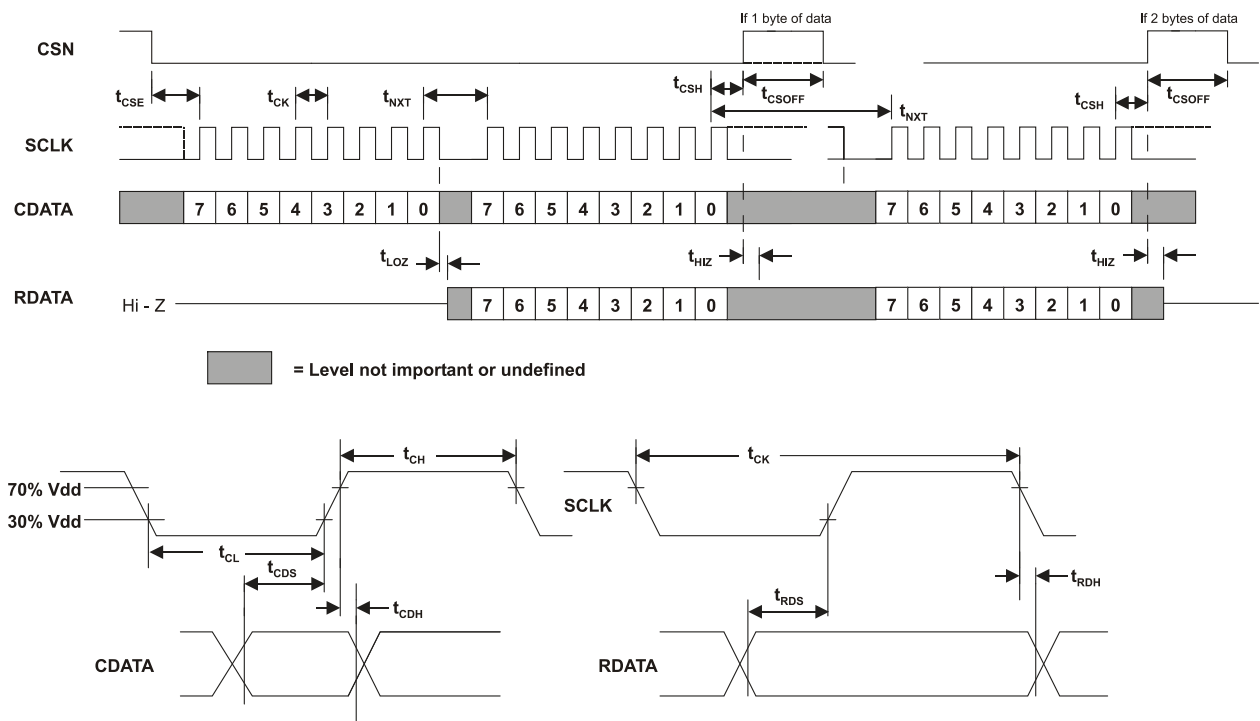 If 1 byte of data
If 2 bytes of data
CSN
tCSE
tCK
tNXT
tCSH
tCSOFF
tNXT
tCSH
tCSOFF
SCLK
CDATA
7 6 5 4 3 2 1 0
7 6 5 4 3 2 1 0
7 6 5 4 3 2 1 0
tLOZ
tHIZ
tHIZ
RDATA
Hi - Z
7 6 5 4 3 2 1 0
7 6 5 4 3 2 1 0
= Level not important or undefined
tCH
tCK
70% Vdd
30% Vdd
SCLK
tCL
tCDS
tCDH
tRDS
tRDH
CDATA
RDATA